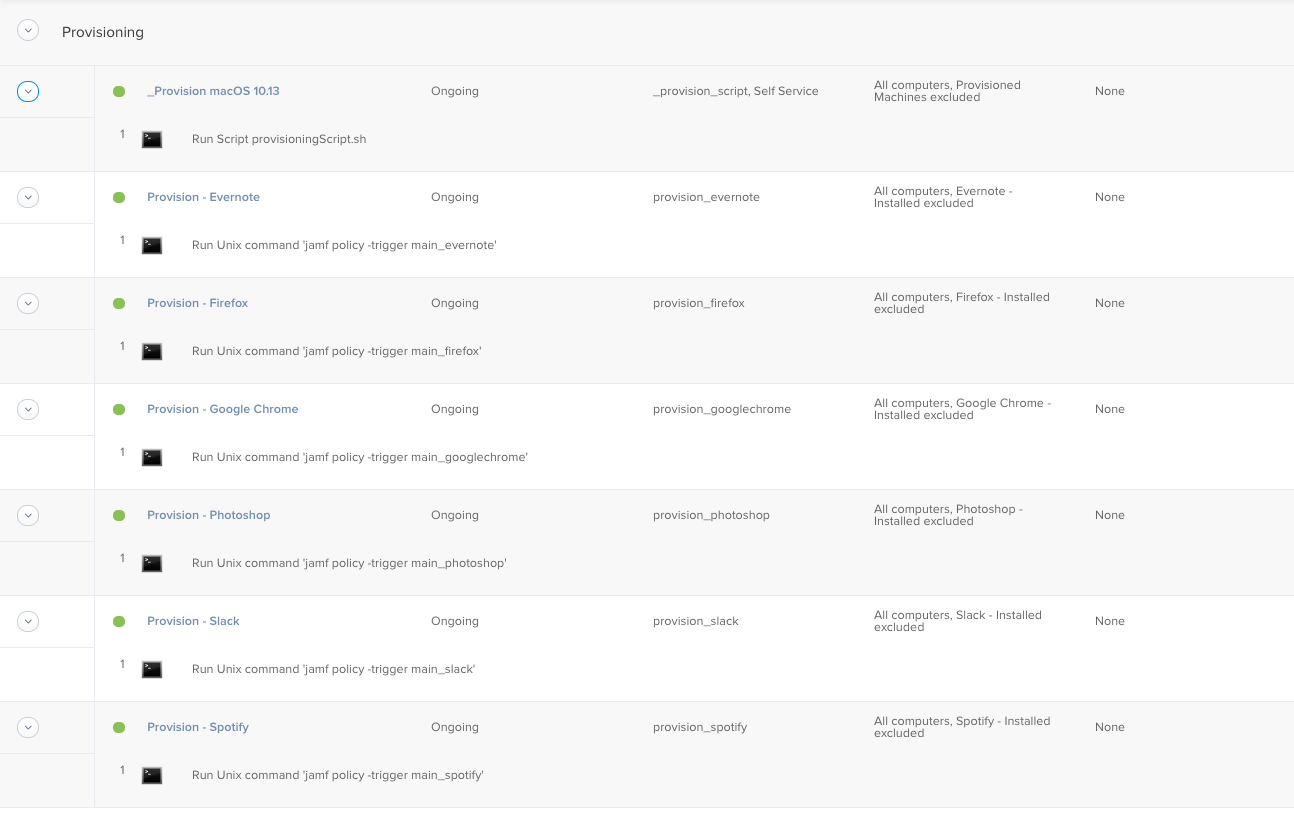 Provisioning
_Provision macOS 10.13 Ongoing _provision_script, Self Service All computers, Provisioned Machines excluded None
1 Run Script provisioningScript.sh
Provision - Evernote Ongoing provision_evernote All computers, Evernote - Installed excluded None
1 Run Unix command 'jamf policy -trigger main_evernote'
Provision - Firefox Ongoing provision_firefox All computers, Firefox - Installed excluded None
1 Run Unix command 'jamf policy -trigger main_firefox'
Provision - Google Chrome Ongoing provision_googlechrome All computers, Google Chrome - Installed excluded None
1 Run Unix command 'jamf policy -trigger main_googlechrome'
Provision - Photoshop Ongoing provision_photoshop All computers, Photoshop - Installed excluded None
1 Run Unix command 'jamf policy -trigger main_photoshop'
Provision - Slack Ongoing provision_slack All computers, Slack - Installed excluded None
1 Run Unix command 'jamf policy -trigger main_slack'
Provision - Spotify Ongoing provision_spotify All computers, Spotify - Installed excluded None
1 Run Unix command 'jamf policy -trigger main_spotify'